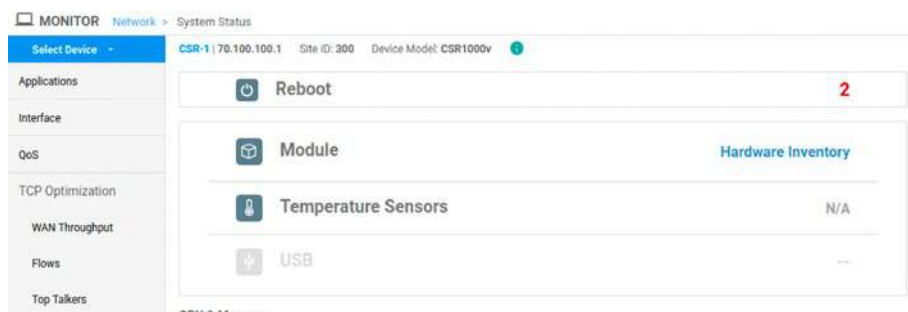 MONITOR Network > System Status
Select Device
CSR-1 | 70.100.100.1 Site ID: 300 Device Model: CSR1000v i
Applications
Reboot 2
Interface
QoS
Module Hardware Inventory
TCP Optimization
Temperature Sensors N/A
WAN Throughput
Flows
USB --
Top Talkers